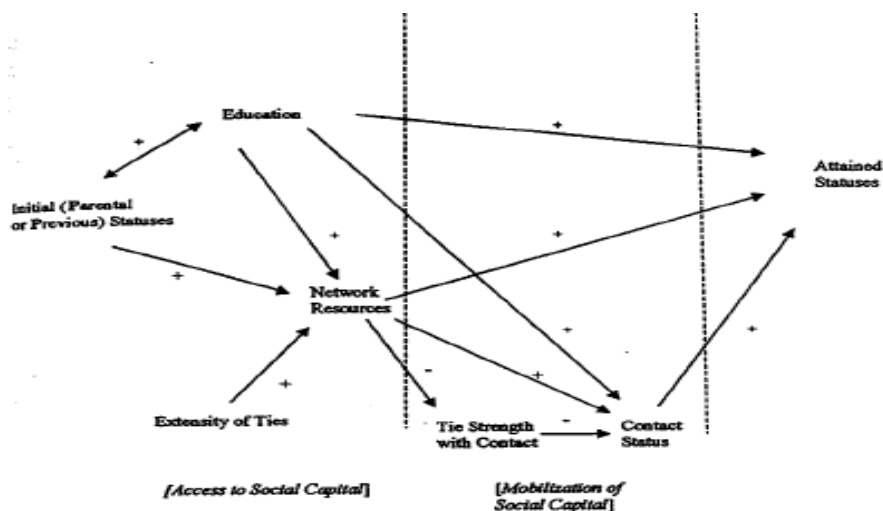 Education
+
+
Attained
Statuses
Initial (Parental
or Previous) Statuses
+
+
+
Network
Resources
+
+
-
+
+
Extensity of Ties
Tie Strength
with Contact
-
Contact
Status
[Access to Social Capital]
[Mobilization of
Social Capital]